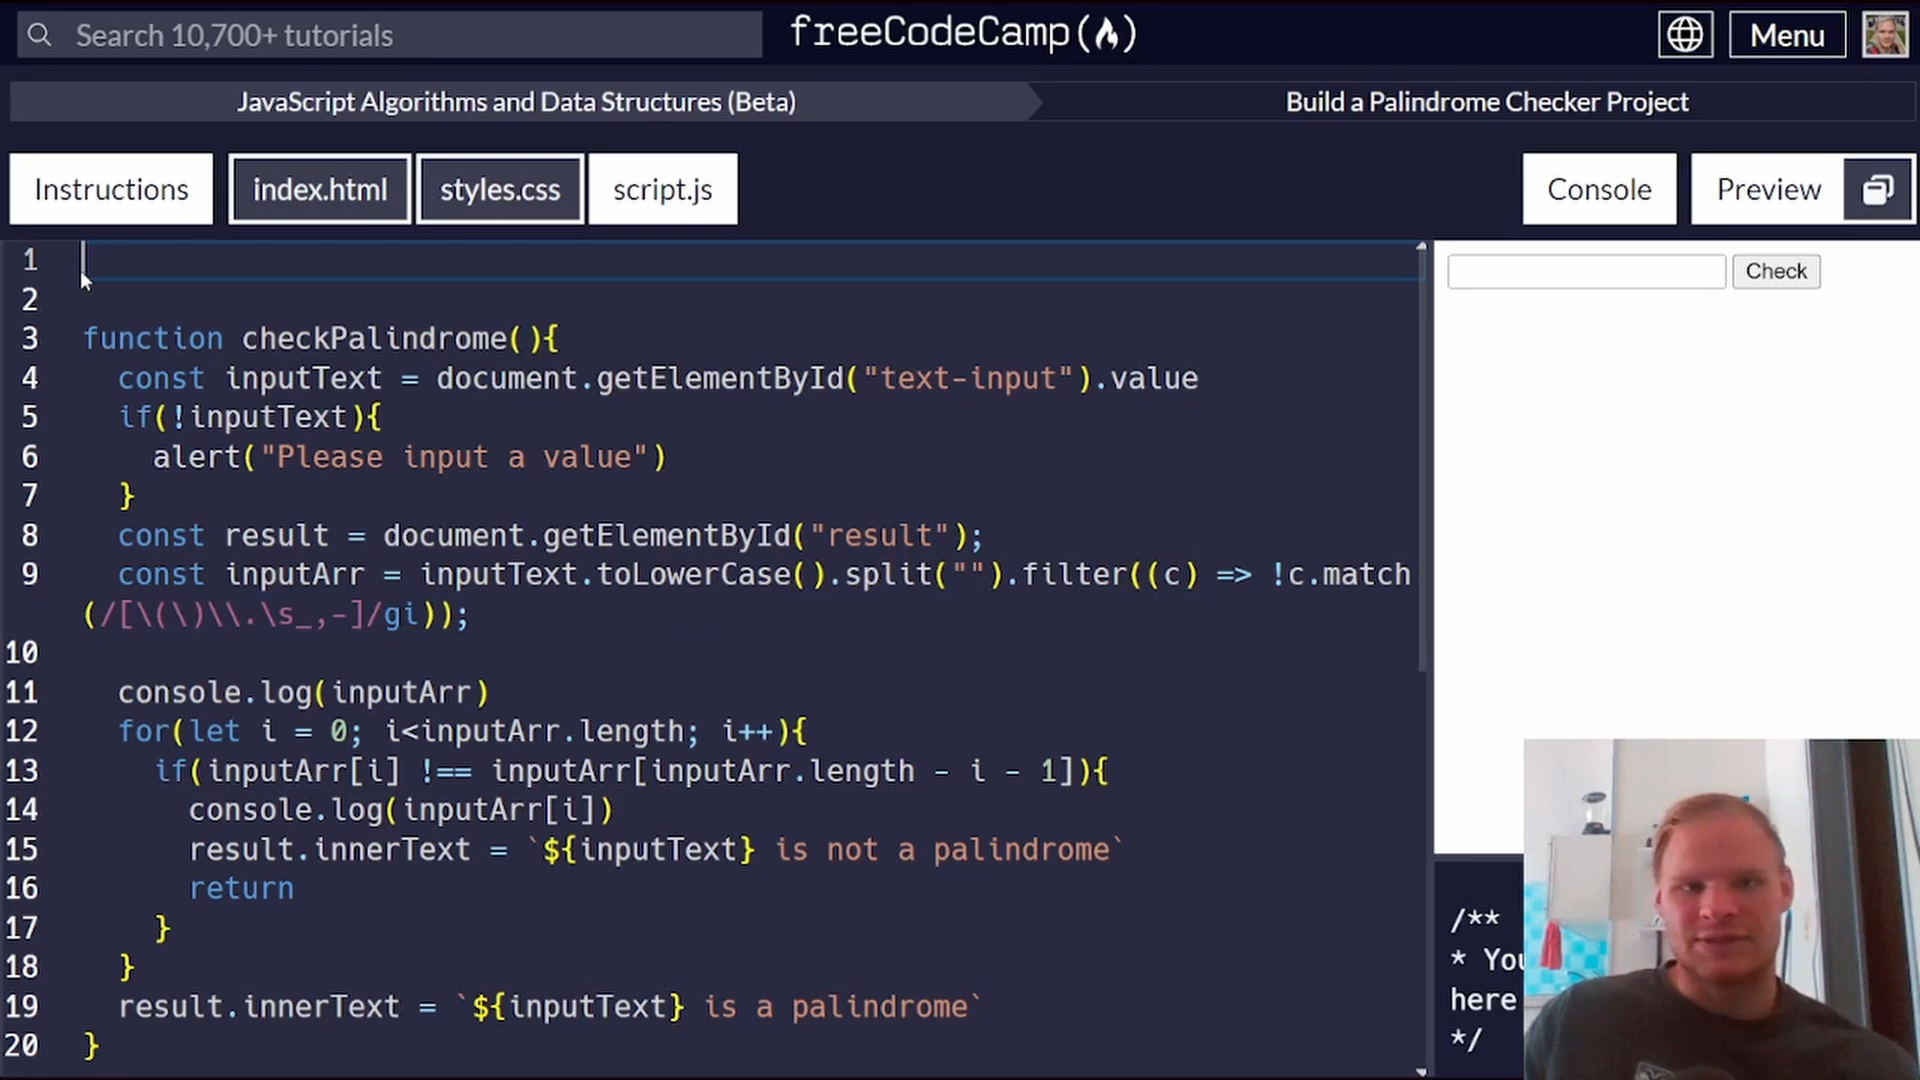 Search 10,700+ tutorials
freeCodeCamp
Menu
JavaScript Algorithms and Data Structures (Beta)
Build a Palindrome Checker Project
Instructions
index.html
styles.css
script.js
Console
Preview
Check
1
2
3 function checkPalindrome(){
4 const inputText = document.getElementById("text-input").value
5 if(!inputText){
6 alert("Please input a value")
7 }
8 const result = document.getElementById("result");
9 const inputArr = inputText.toLowerCase().split("").filter((c) => !c.match
(/[\(\)\\.\s_,-]/gi));
10
11 console.log(inputArr)
12 for(let i = 0; i<inputArr.length; i++){
13 if(inputArr[i] !== inputArr[inputArr.length - i - 1]){
14 console.log(inputArr[i])
15 result.innerText = `${inputText} is not a palindrome`
16 return
17 }
18 }
19 result.innerText = `${inputText} is a palindrome`
20 }
/**
* You
here
*/